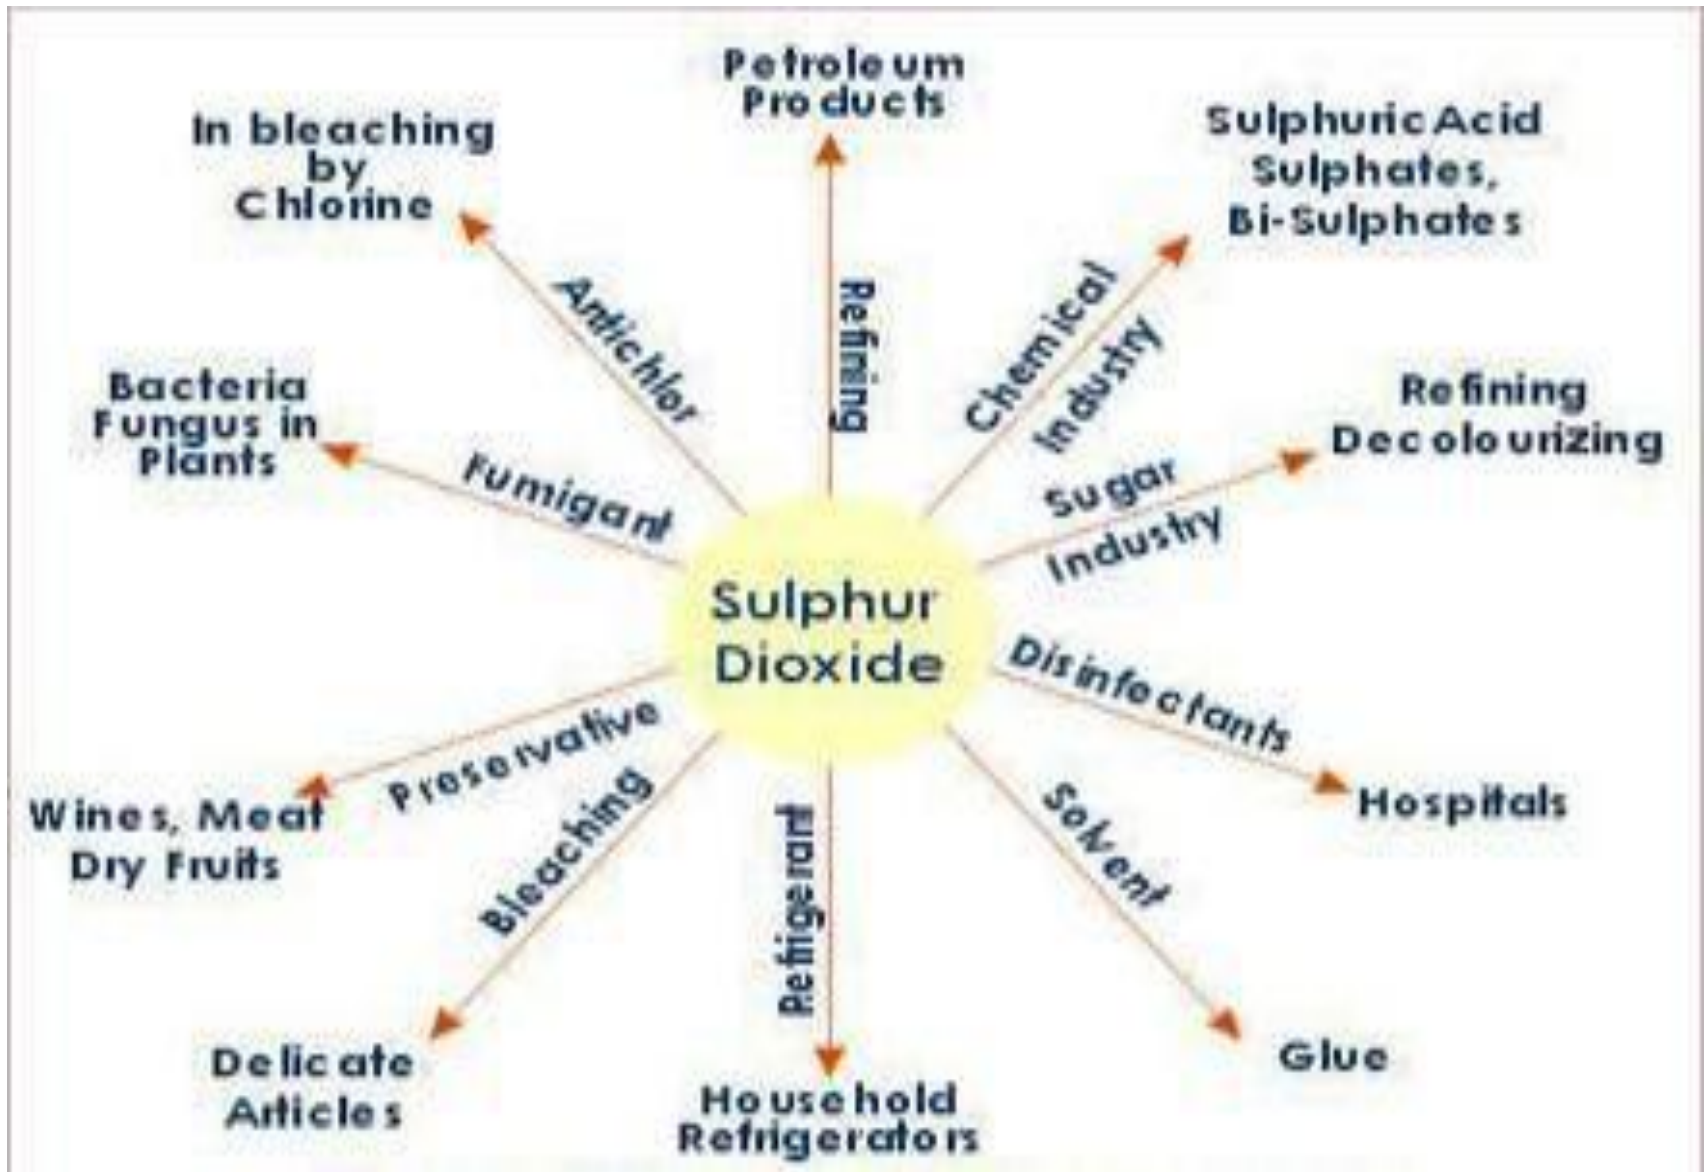 Petroleum
Products
In bleaching
by
Chlorine
Sulphuric Acid
Sulphates,
Bi-Sulphates
Antichlor
Refining
Chemical
Industry
Bacteria
Fungus in
Plants
Fumigant
Sugar
Industry
Refining
Decolourizing
Sulphur
Dioxide
Preservative
Wines, Meat
Dry Fruits
Disinfectants
Hospitals
Bleaching
Delicate
Articles
Refrigerant
Household
Refrigerators
Solvent
Glue